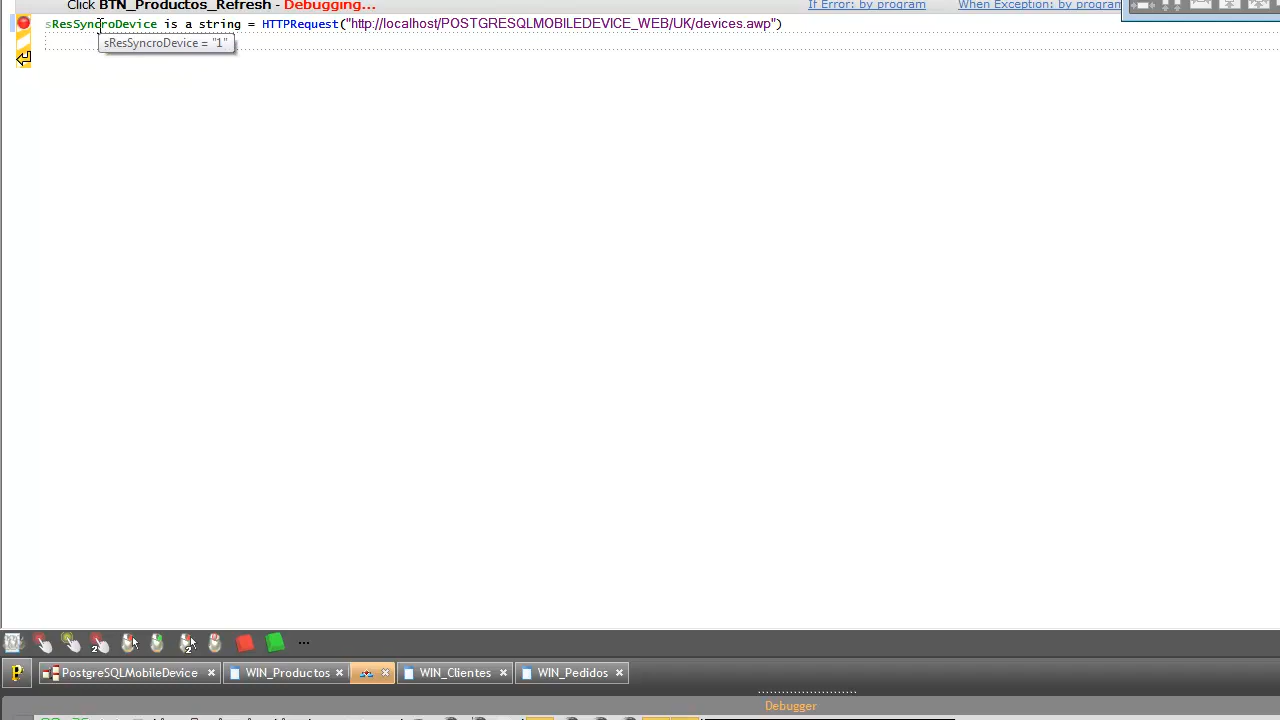 Click BTN_Productos_Refresh - Debugging...
If Error: by program
When Exception: by program
sResSyncroDevice is a string = HTTPRequest("http://localhost/POSTGRESQLMOBILEDEVICE_WEB/UK/devices.awp")
sResSyncroDevice = "1"
...
PostgreSQLMobileDevice
WIN_Productos
WIN_Clientes
WIN_Pedidos
Debugger